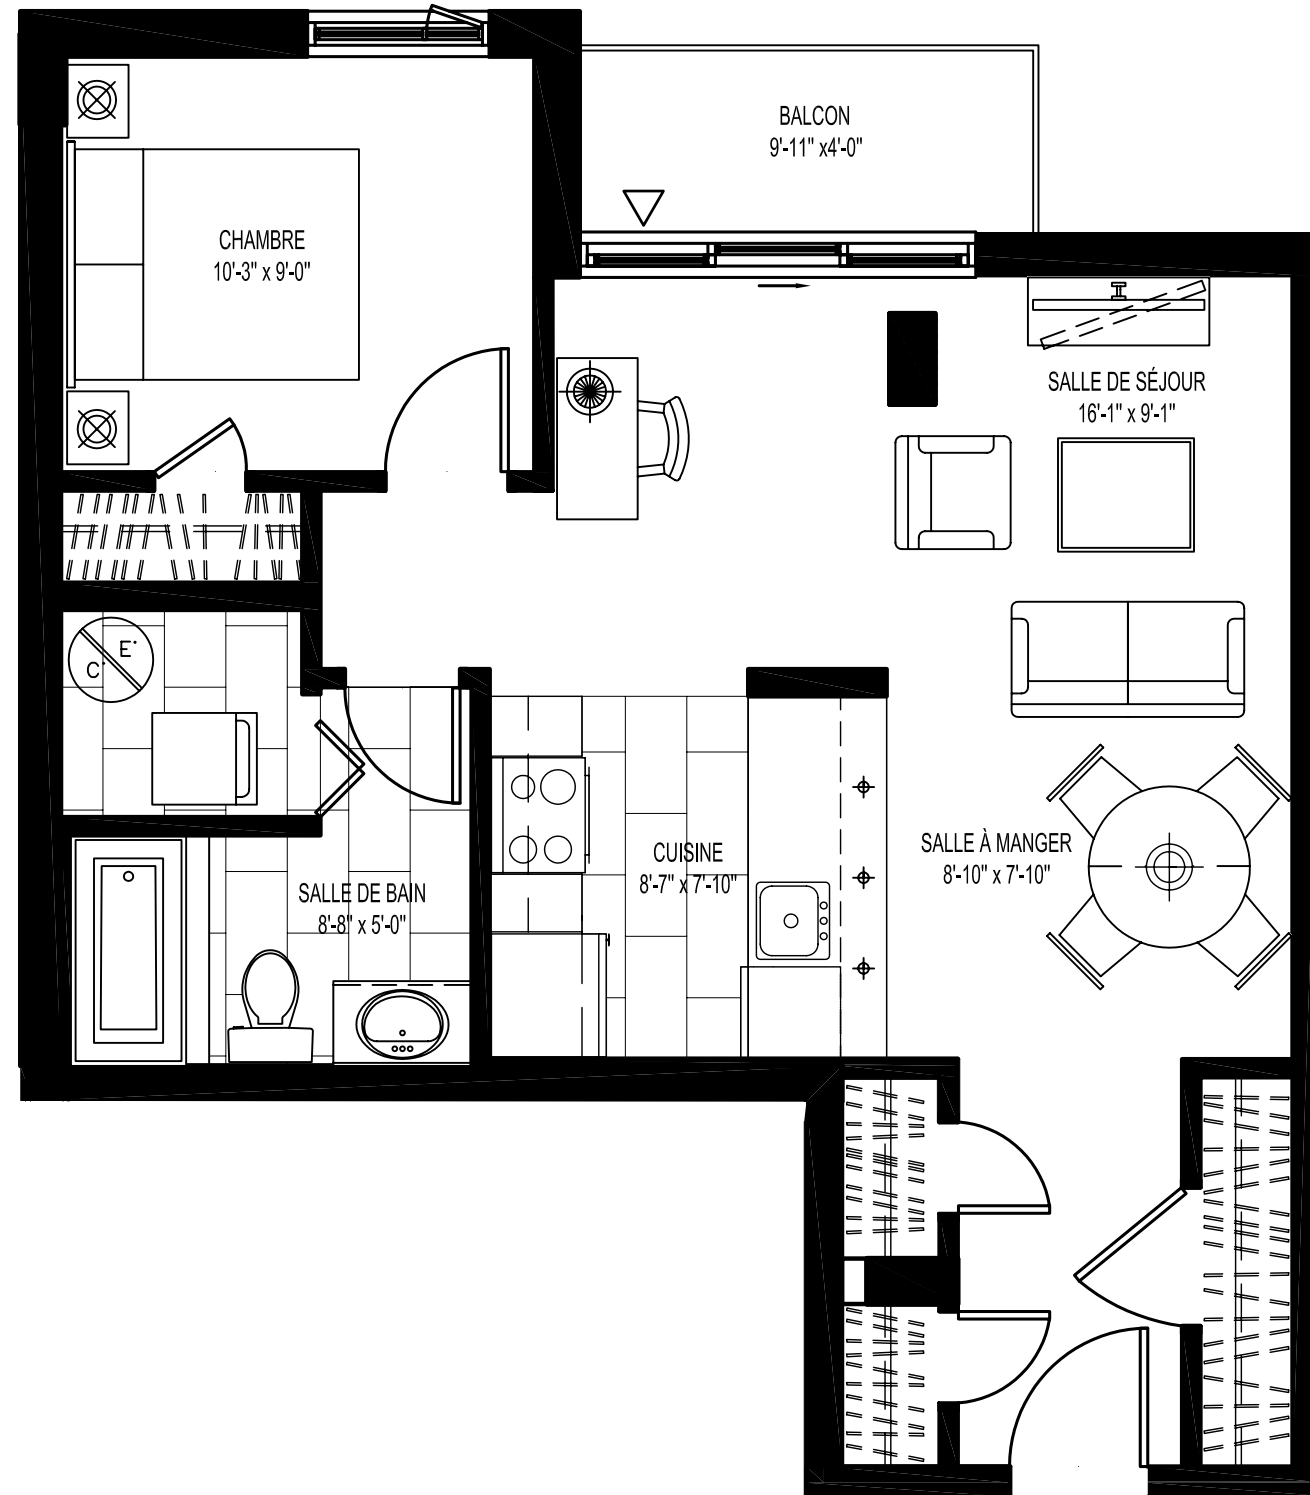 BALCON
9'-11" x4'-0"
CHAMBRE
10'-3" x 9'-0"
SALLE DE SÉJOUR
16'-1" x 9'-1"
E
C
CUISINE
8'-7" x 7'-10"
SALLE À MANGER
8'-10" x 7'-10"
SALLE DE BAIN
8'-8" x 5'-0"